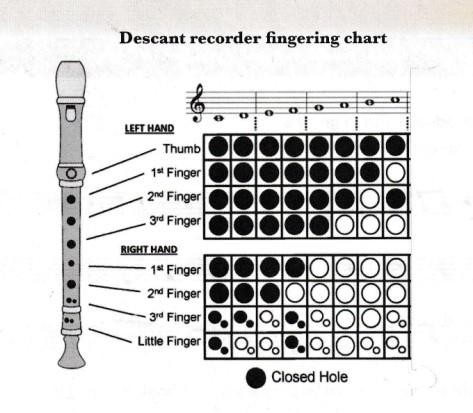 Descant recorder fingering chart
LEFT HAND
Thumb
1st Finger
2nd Finger
3rd Finger
RIGHT HAND
1st Finger
2nd Finger
3rd Finger
Little Finger
Closed Hole